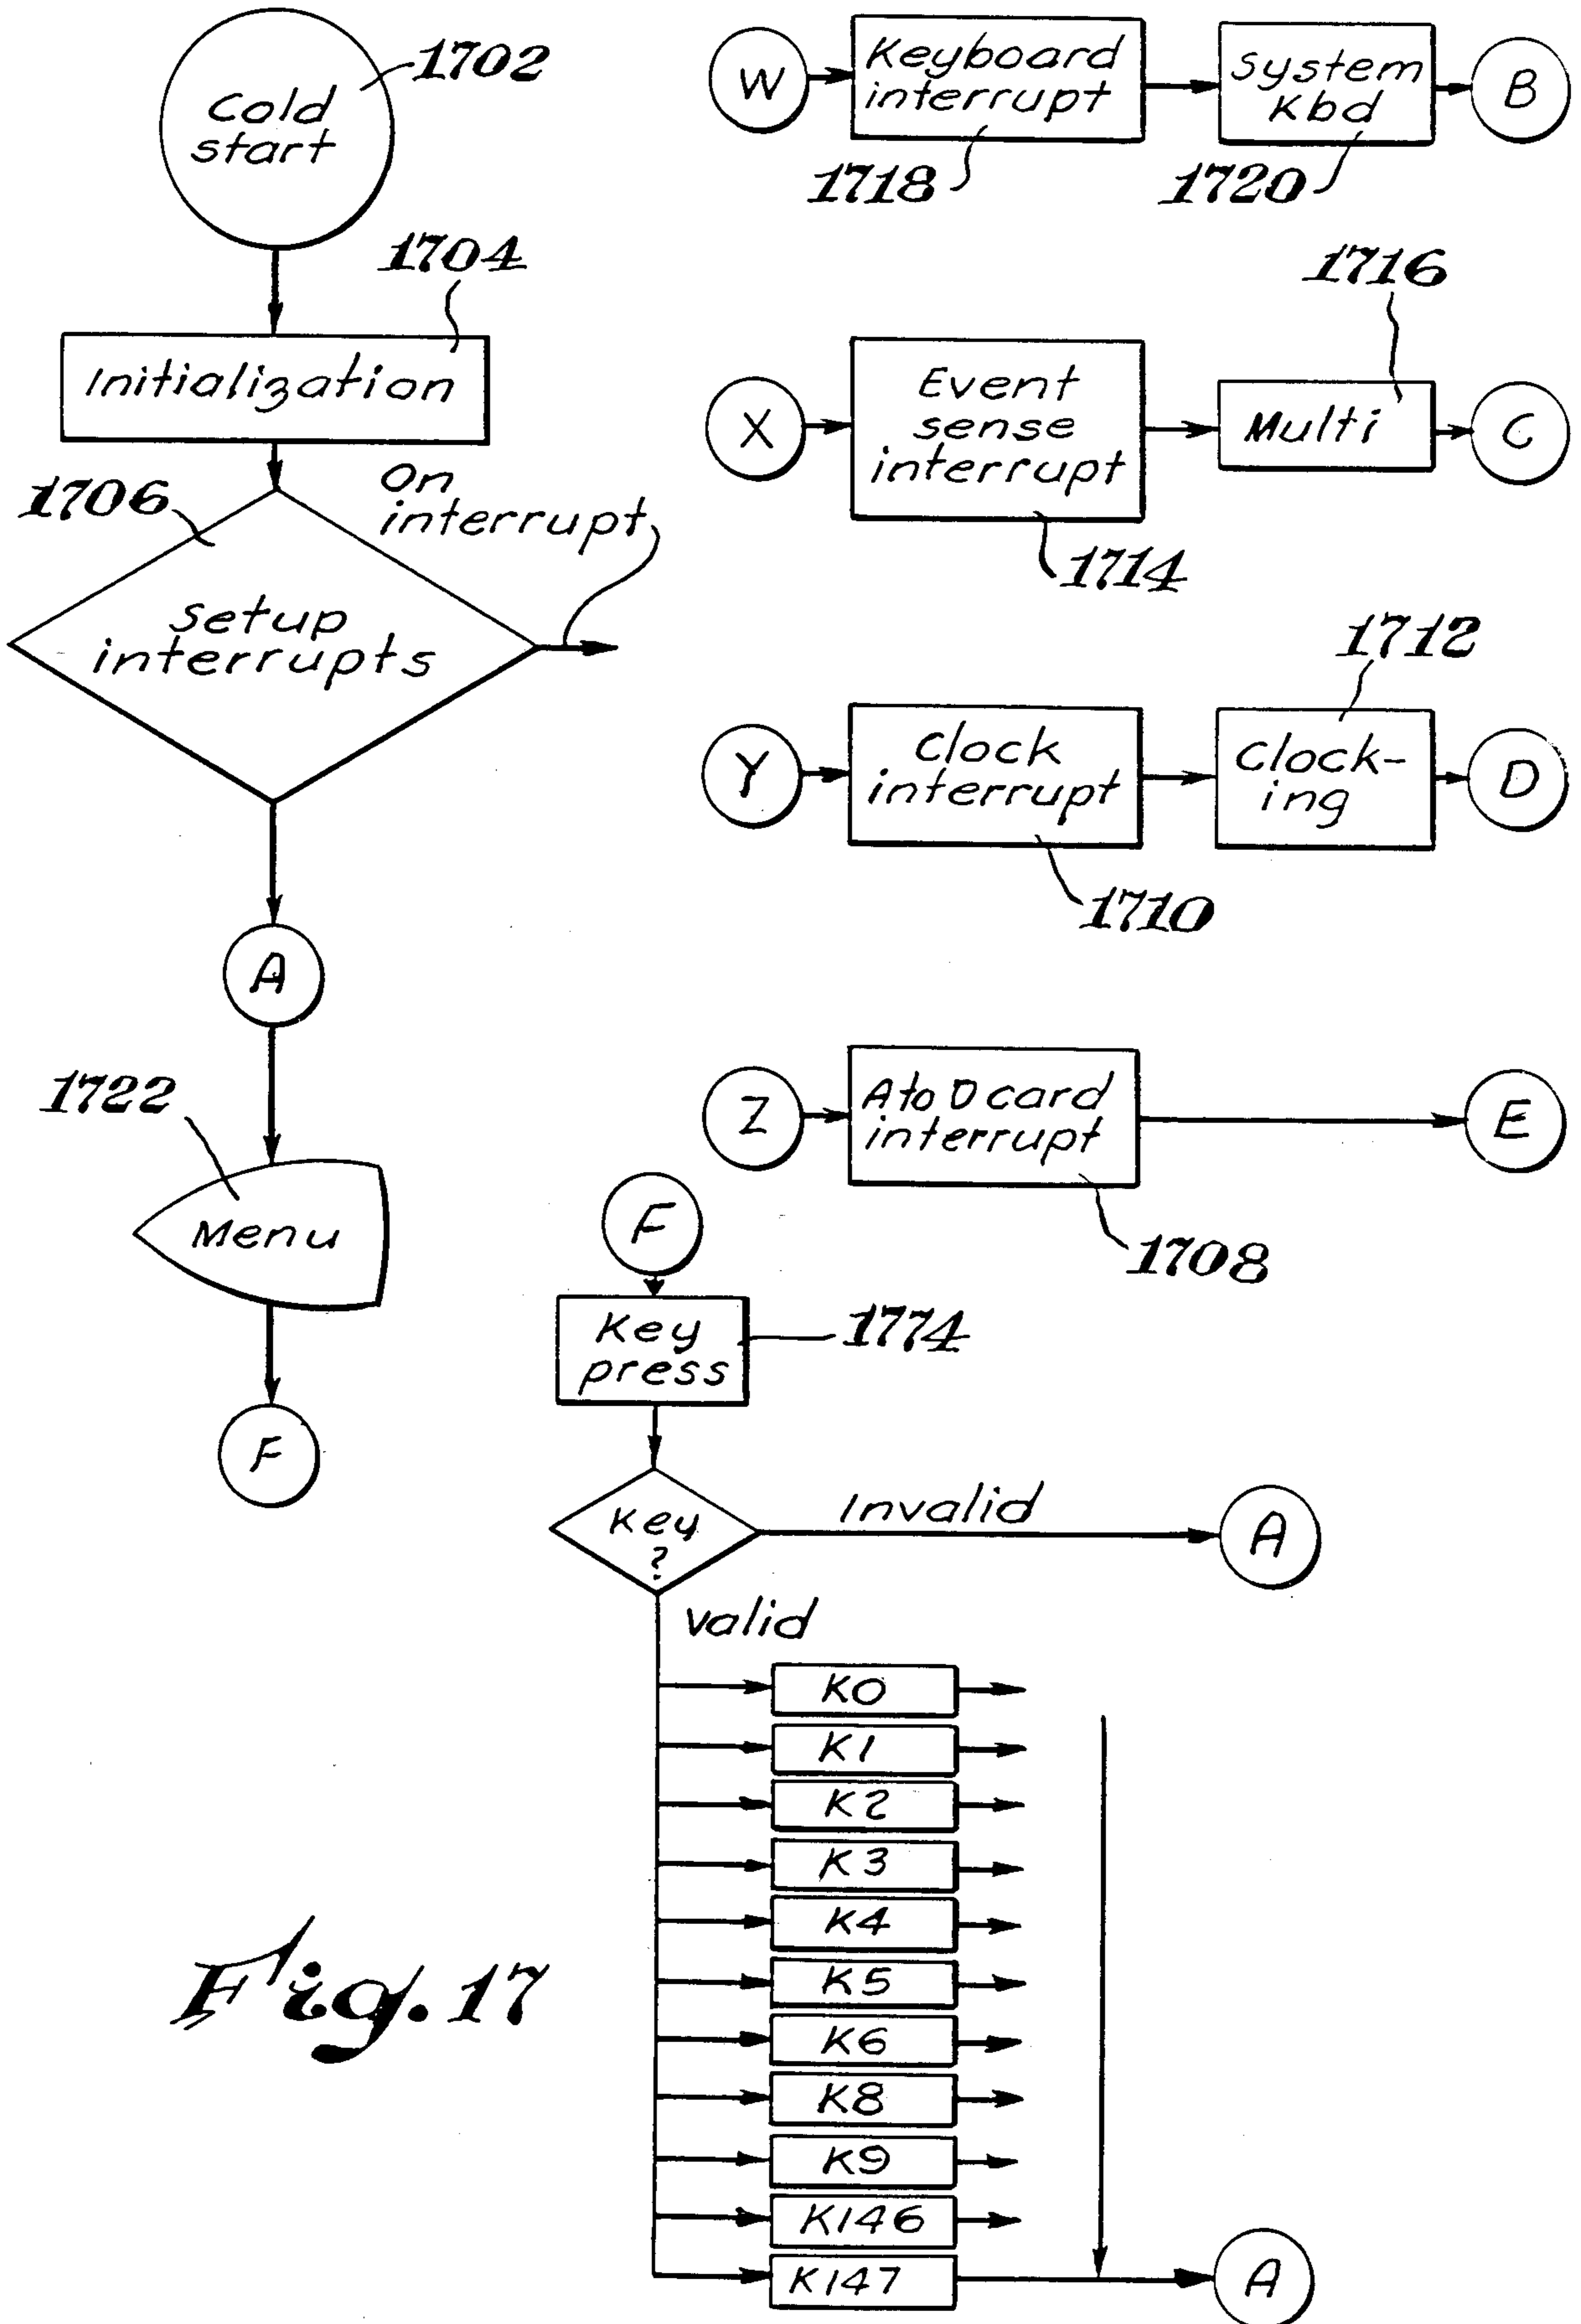 Cold
start
1702
1704
Initialization
1706
On
interrupt
Setup
interrupts
A
1722
Menu
F
W
Keyboard
interrupt
1718
System
Kbd
1720
B
X
Event
sense
interrupt
1714
1716
Multi
C
Y
Clock
interrupt
1710
1712
Clock-
ing
D
Z
A to D card
interrupt
1708
E
F
Key
press
1774
Key
?
Invalid
A
valid
K0
K1
K2
K3
K4
K5
K6
K8
K9
K146
K147
A
Fig. 17